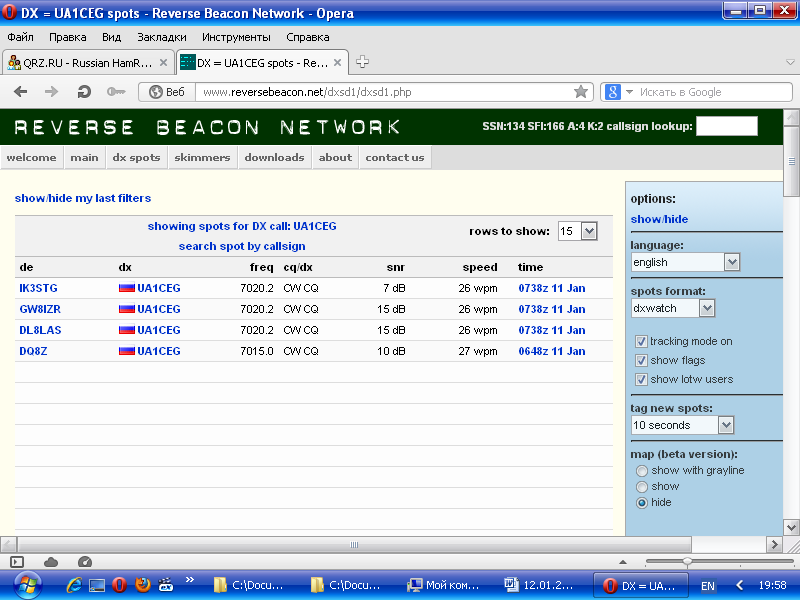 DX = UA1CEG spots - Reverse Beacon Network - Opera
Файл Правка Вид Закладки Инструменты Справка
QRZ.RU - Russian HamR... DX = UA1CEG spots - Re...
Веб www.reversebeacon.net/dxsd1/dxsd1.php Искать в Google
REVERSE BEACON NETWORK SSN:134 SFI:166 A:4 K:2 callsign lookup:
welcome main dx spots skimmers downloads about contact us
show/hide my last filters
showing spots for DX call: UA1CEG
search spot by callsign
rows to show: 15
de dx freq cq/dx snr speed time
IK3STG UA1CEG 7020.2 CW CQ 7 dB 26 wpm 0738z 11 Jan
GW8IZR UA1CEG 7020.2 CW CQ 15 dB 26 wpm 0738z 11 Jan
DL8LAS UA1CEG 7020.2 CW CQ 15 dB 26 wpm 0738z 11 Jan
DQ8Z UA1CEG 7015.0 CW CQ 10 dB 27 wpm 0648z 11 Jan
options:
show/hide
language:
english
spots format:
dxwatch
tracking mode on
show flags
show lotw users
tag new spots:
10 seconds
map (beta version):
show with grayline
show
hide
C:\Docu... C:\Docu... Мой ком... 12.01.2... DX = UA... EN 19:58